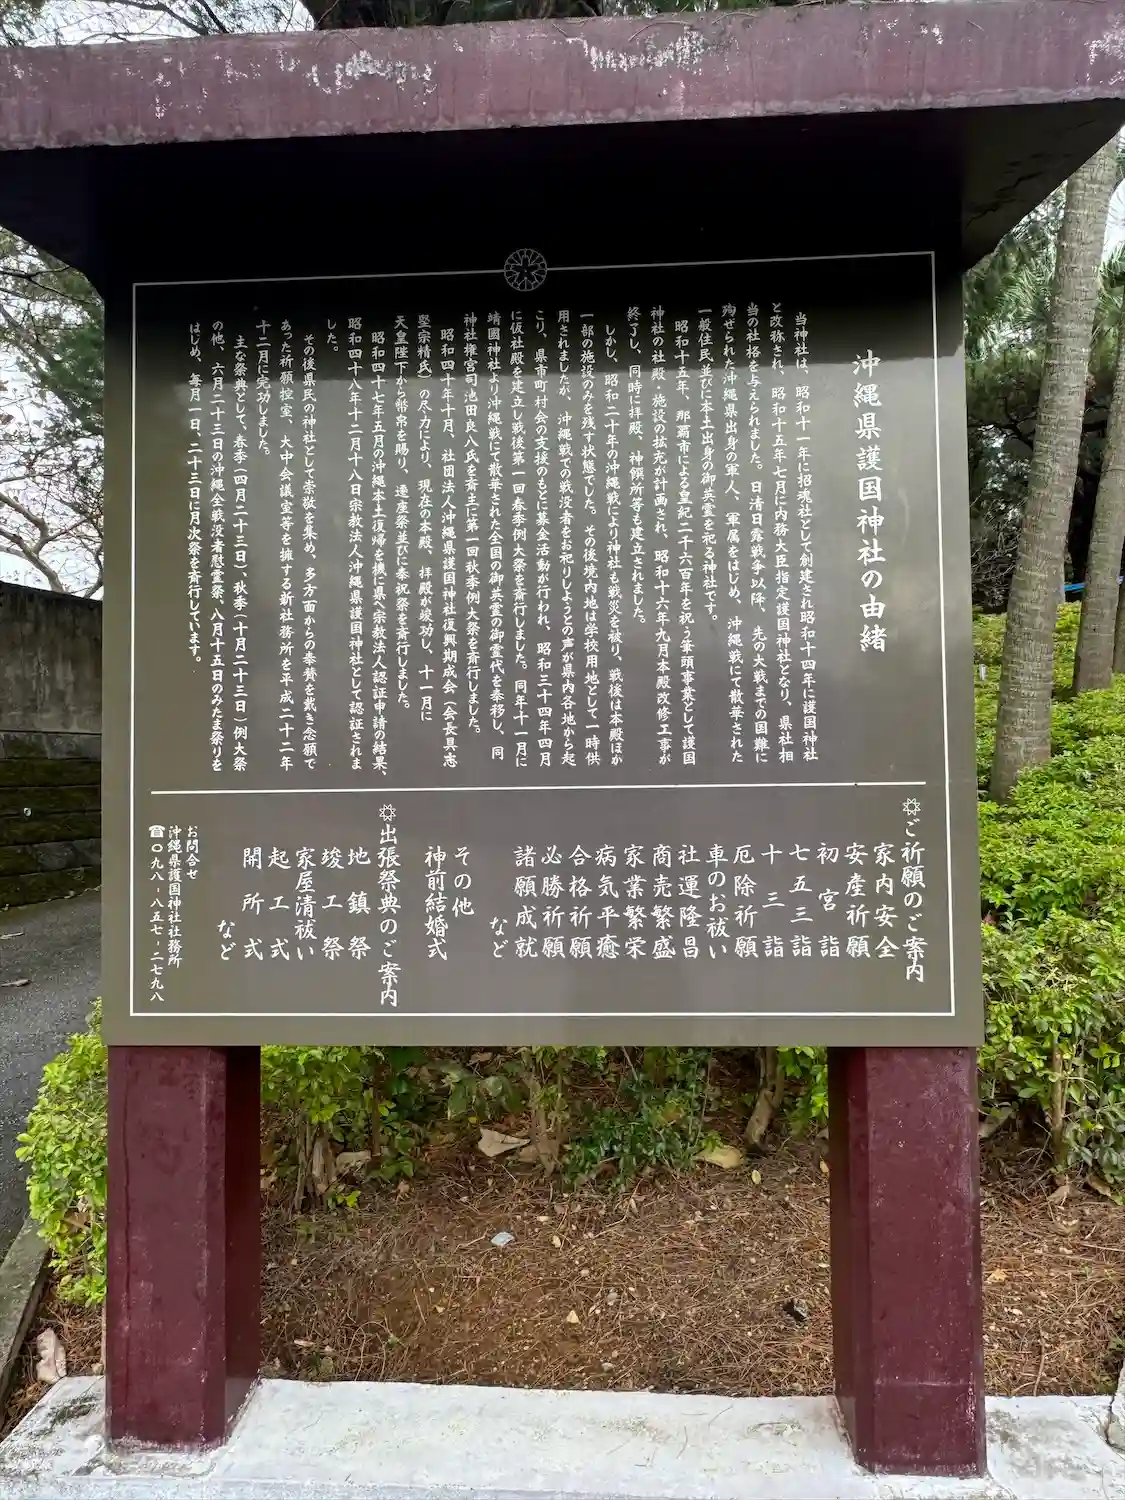 沖縄県護国神社の由緒
当神社は、昭和十一年に招魂社として創建され昭和十四年に護国神社
と改称され、昭和十五年七月に内務大臣指定護国神社となり、県社相
当の社格を与えられました。日清日露戦争以降、先の大戦までの国難に
殉ぜられた沖縄県出身の軍人、軍属をはじめ、沖縄戦にて散華された
一般住民並びに本土出身の御英霊を祀る神社です。
昭和十五年、那覇市による皇紀二千六百年を祝う筆頭事業として護国
神社の社殿・施設の拡充が計画され、昭和十六年九月本殿改修工事が
終了し、同時に拝殿、神饌所等も建立されました。
しかし、昭和二十年の沖縄戦により神社も戦災を被り、戦後は本殿ほか
一部の施設のみを残す状態でした。その後境内地は学校用地として一時供
用されましたが、沖縄戦での戦没者をお祀りしようとの声が県内各地から起
こり、県市町村会の支援のもとに募金活動が行われ、昭和三十四年四月
に仮社殿を建立し戦後第一回春季例大祭を斎行しました。同年十一月に
靖國神社より沖縄戦にて散華された全国の御英霊の御霊代を奉移し、同
神社権宮司池田良八氏を斎主に第一回秋季例大祭を斎行しました。
昭和四十年十月、社団法人沖縄県護国神社復興期成会(会長具志
堅宗精氏)の尽力により、現在の本殿、拝殿が竣功し、十一月に
天皇陛下から幣帛を賜り、遷座祭並びに奉祝祭を斎行しました。
昭和四十七年五月の沖縄本土復帰を機に県へ宗教法人認証申請の結果、
昭和四十八年十二月十八日宗教法人沖縄県護国神社として認証されま
した。
その後県民の神社として崇敬を集め、多方面からの奉賛を戴き念願で
あった祈願控室、大中会議室等を擁する新社務所を平成二十二年
十二月に完功しました。
主な祭典として、春季(四月二十三日)、秋季(十月二十三日)例大祭
の他、六月二十三日の沖縄全戦没者慰霊祭、八月十五日のみたま祭りを
はじめ、毎月一日、二十三日に月次祭を斎行しています。
ご祈願のご案内
家内安全
安産祈願
初宮詣
七五三詣
十三詣
厄除祈願
車のお祓い
社運隆昌
商売繁盛
家業繁栄
病気平癒
合格祈願
必勝祈願
諸願成就
など
その他
神前結婚式
出張祭典のご案内
地鎮祭
竣工祭
家屋清祓い
起工式
開所式
など
お問合せ
沖縄県護国神社社務所
☎〇九八-八五七-二七九八